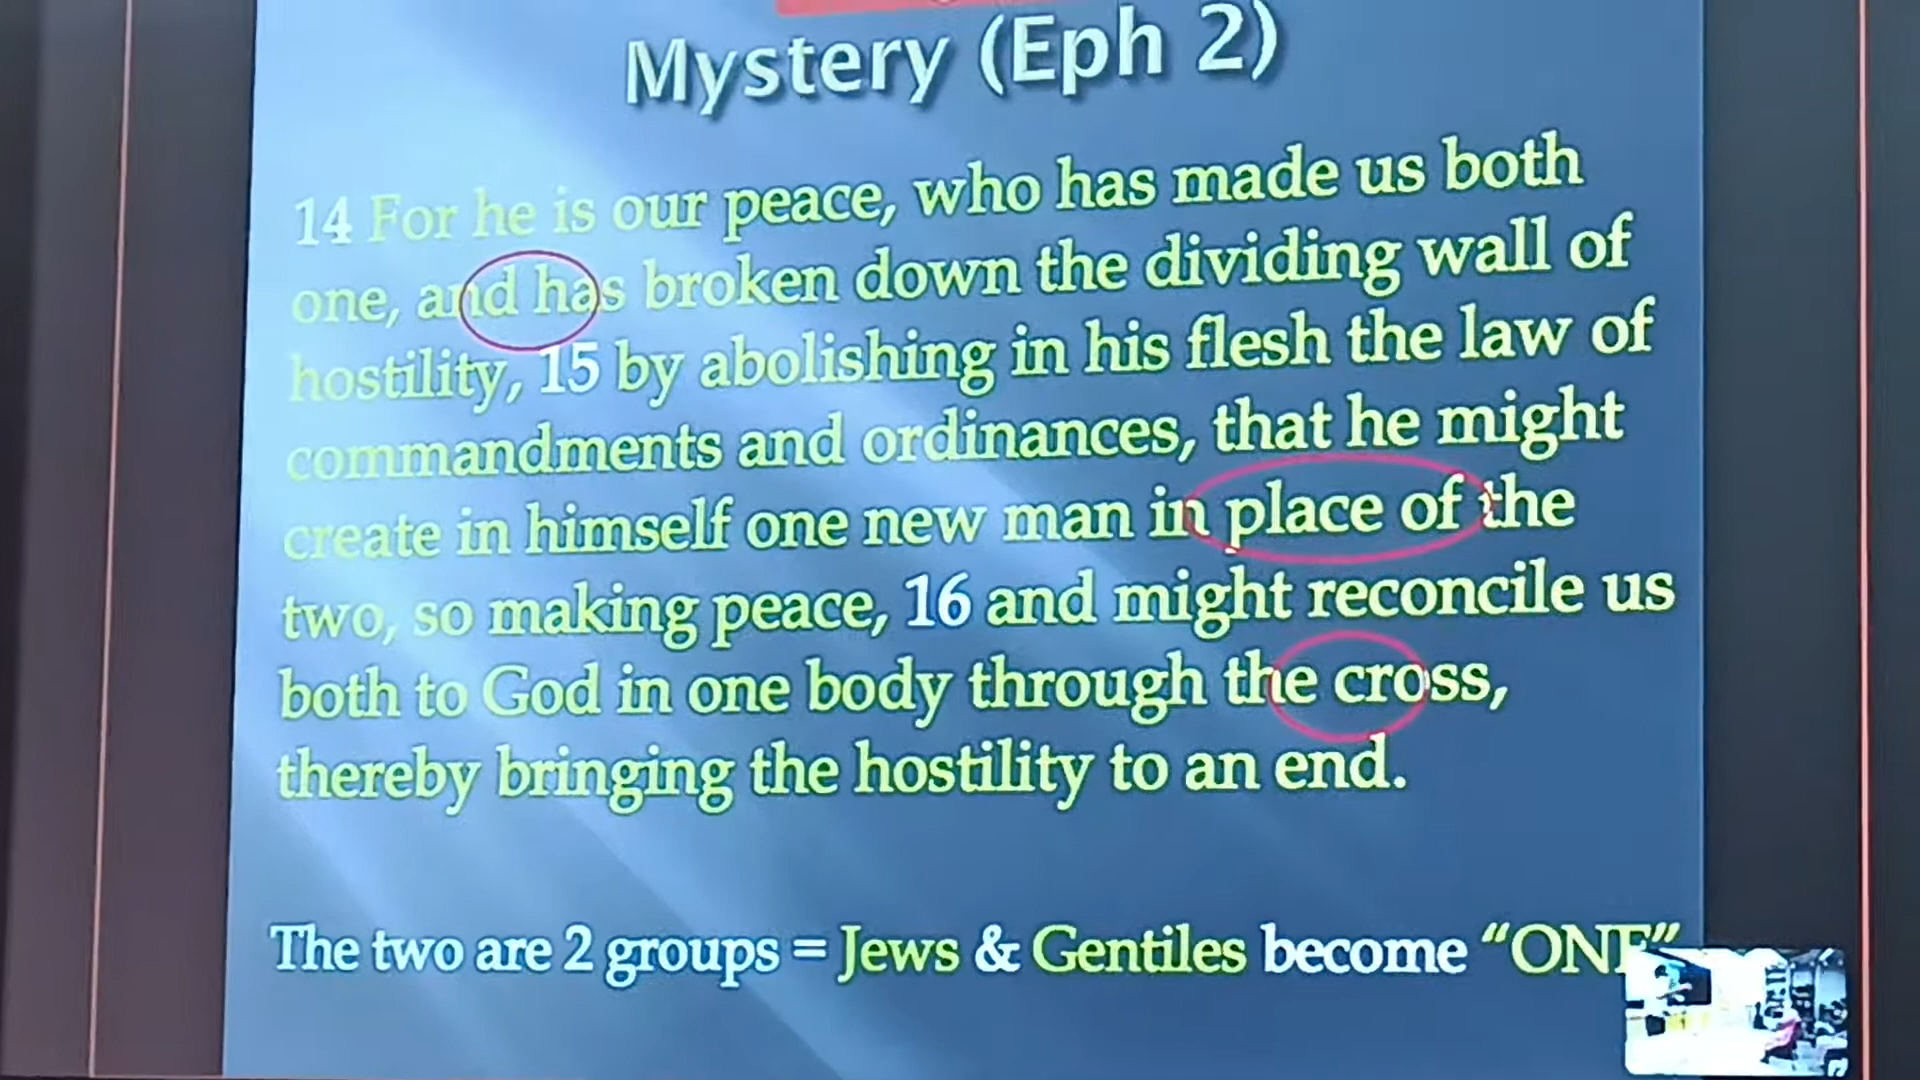 Mystery (Eph 2)
14 For he is our peace, who has made us both
one, and has broken down the dividing wall of
hostility, 15 by abolishing in his flesh the law of
commandments and ordinances, that he might
create in himself one new man in place of the
two, so making peace, 16 and might reconcile us
both to God in one body through the cross,
thereby bringing the hostility to an end.
The two are 2 groups = Jews & Gentiles become “ONE”